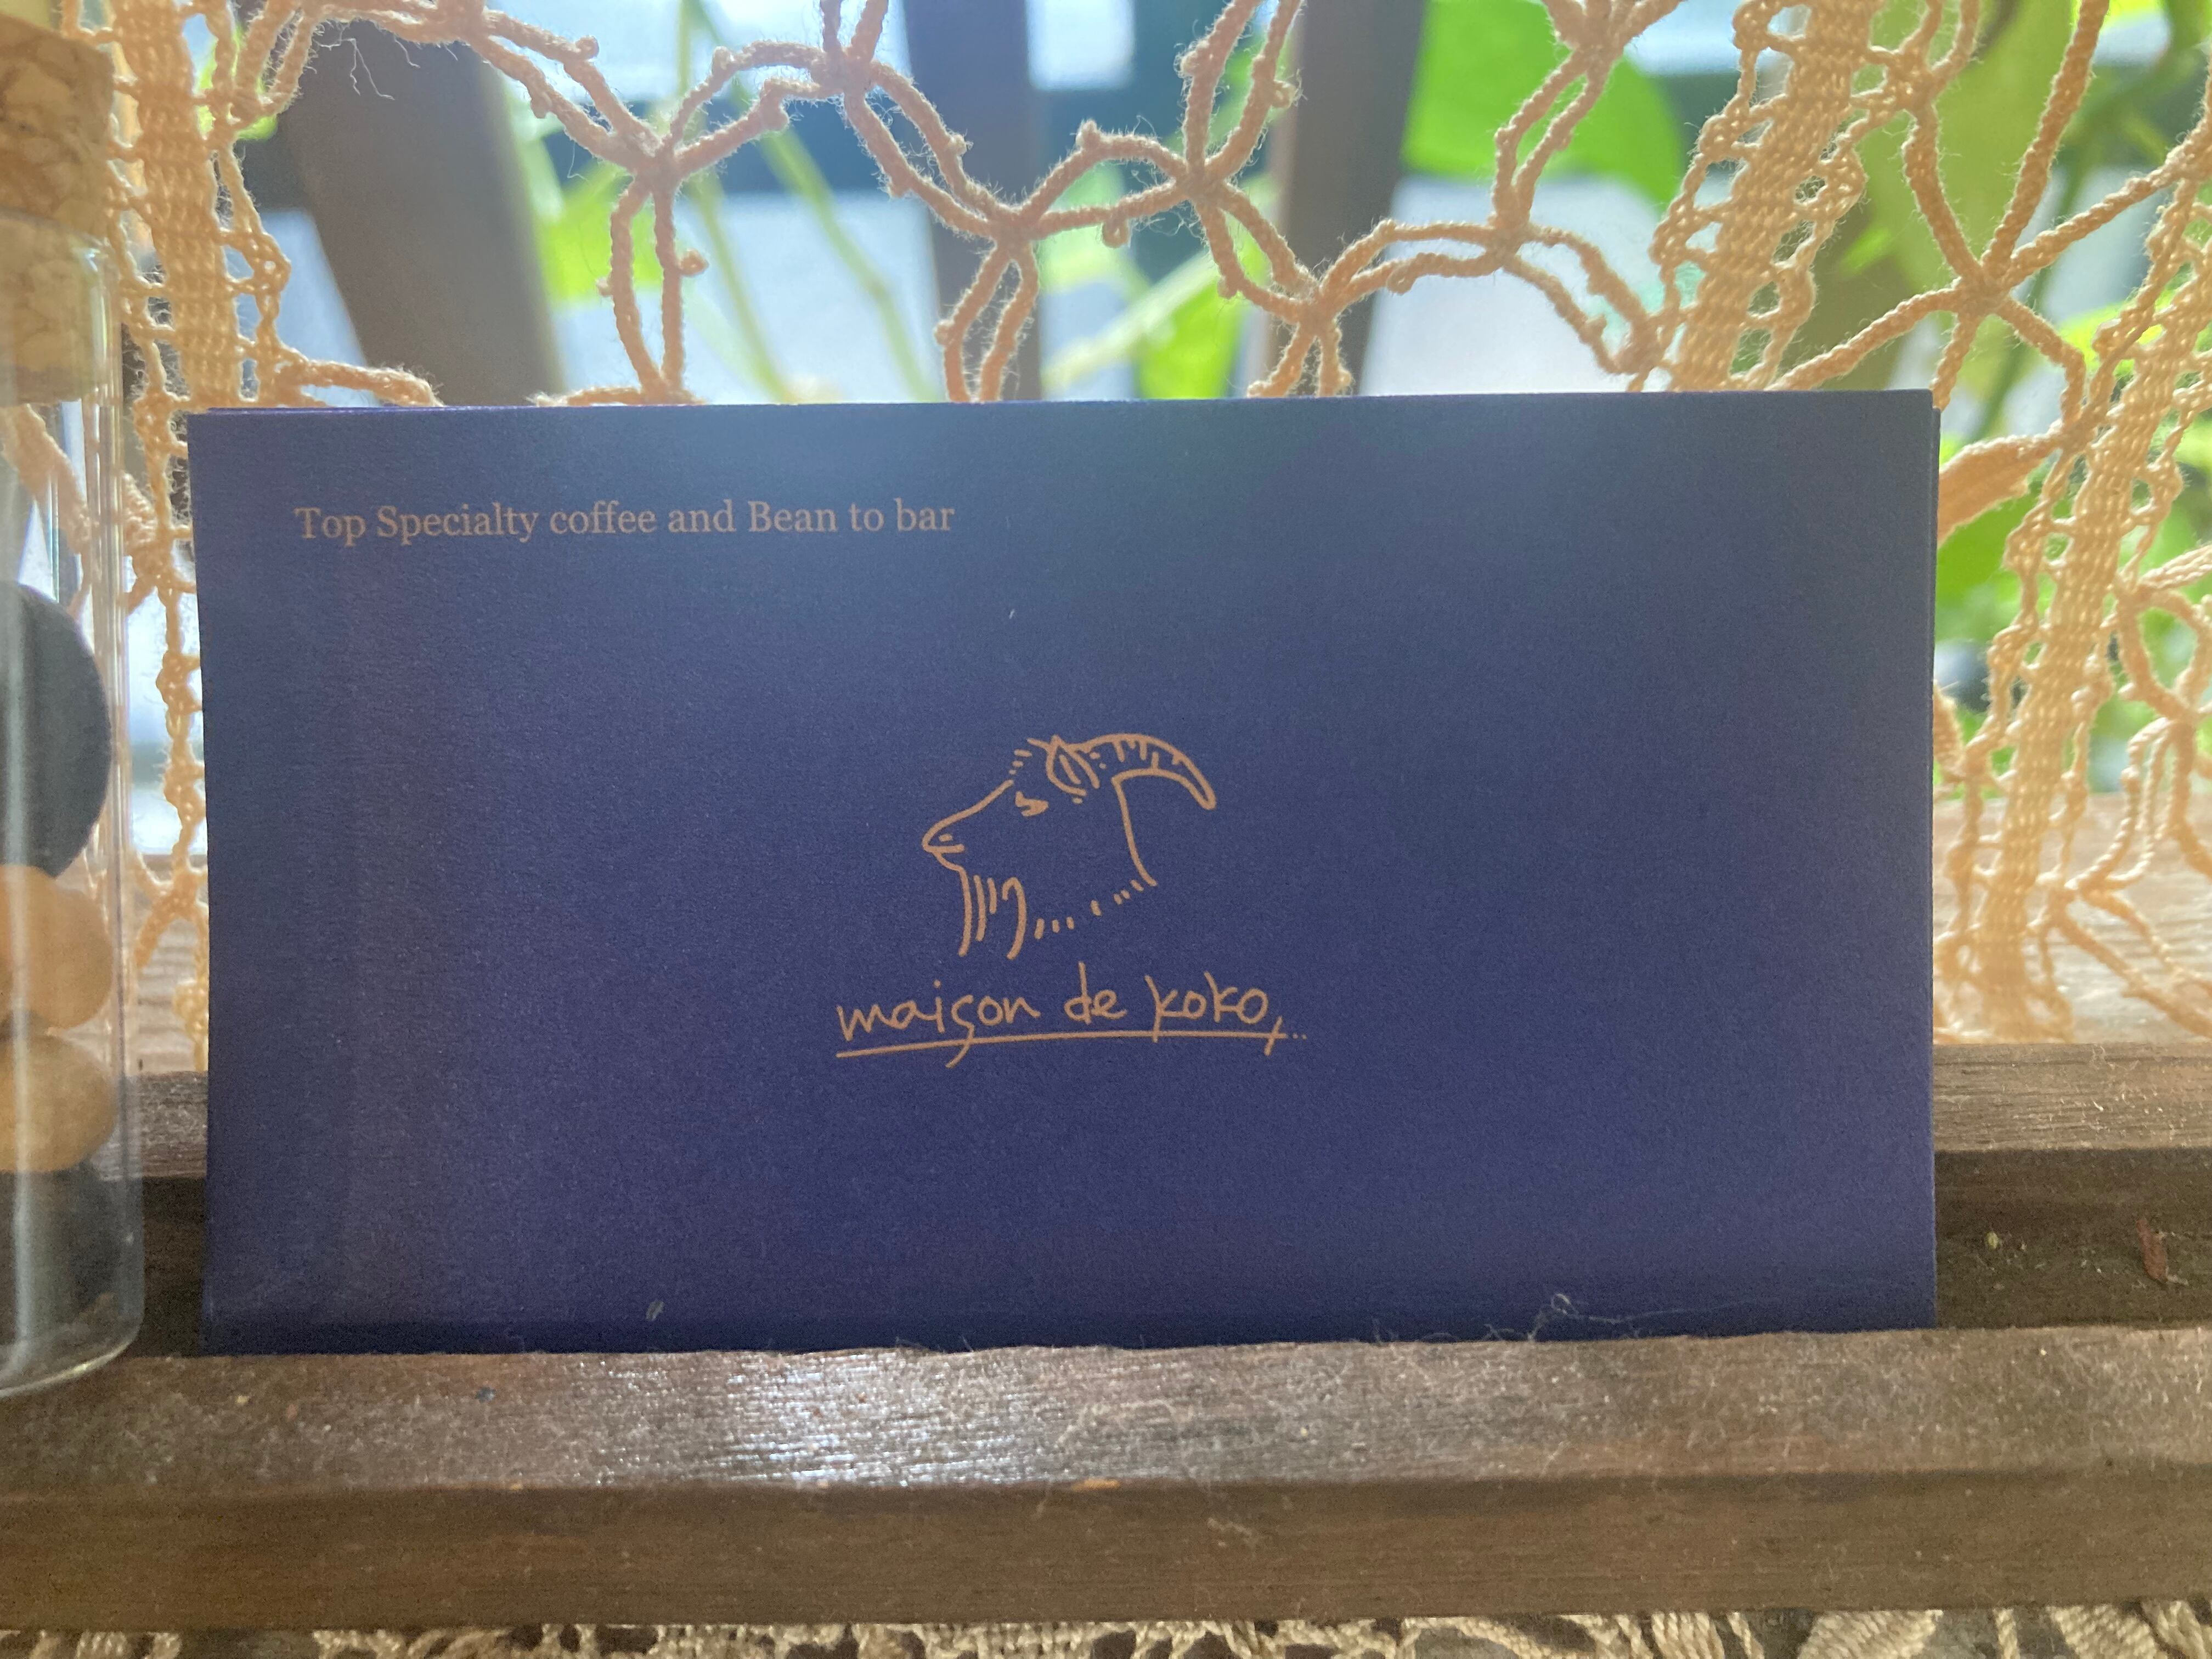 Top Specialty coffee and Bean to bar
maison de koko,...